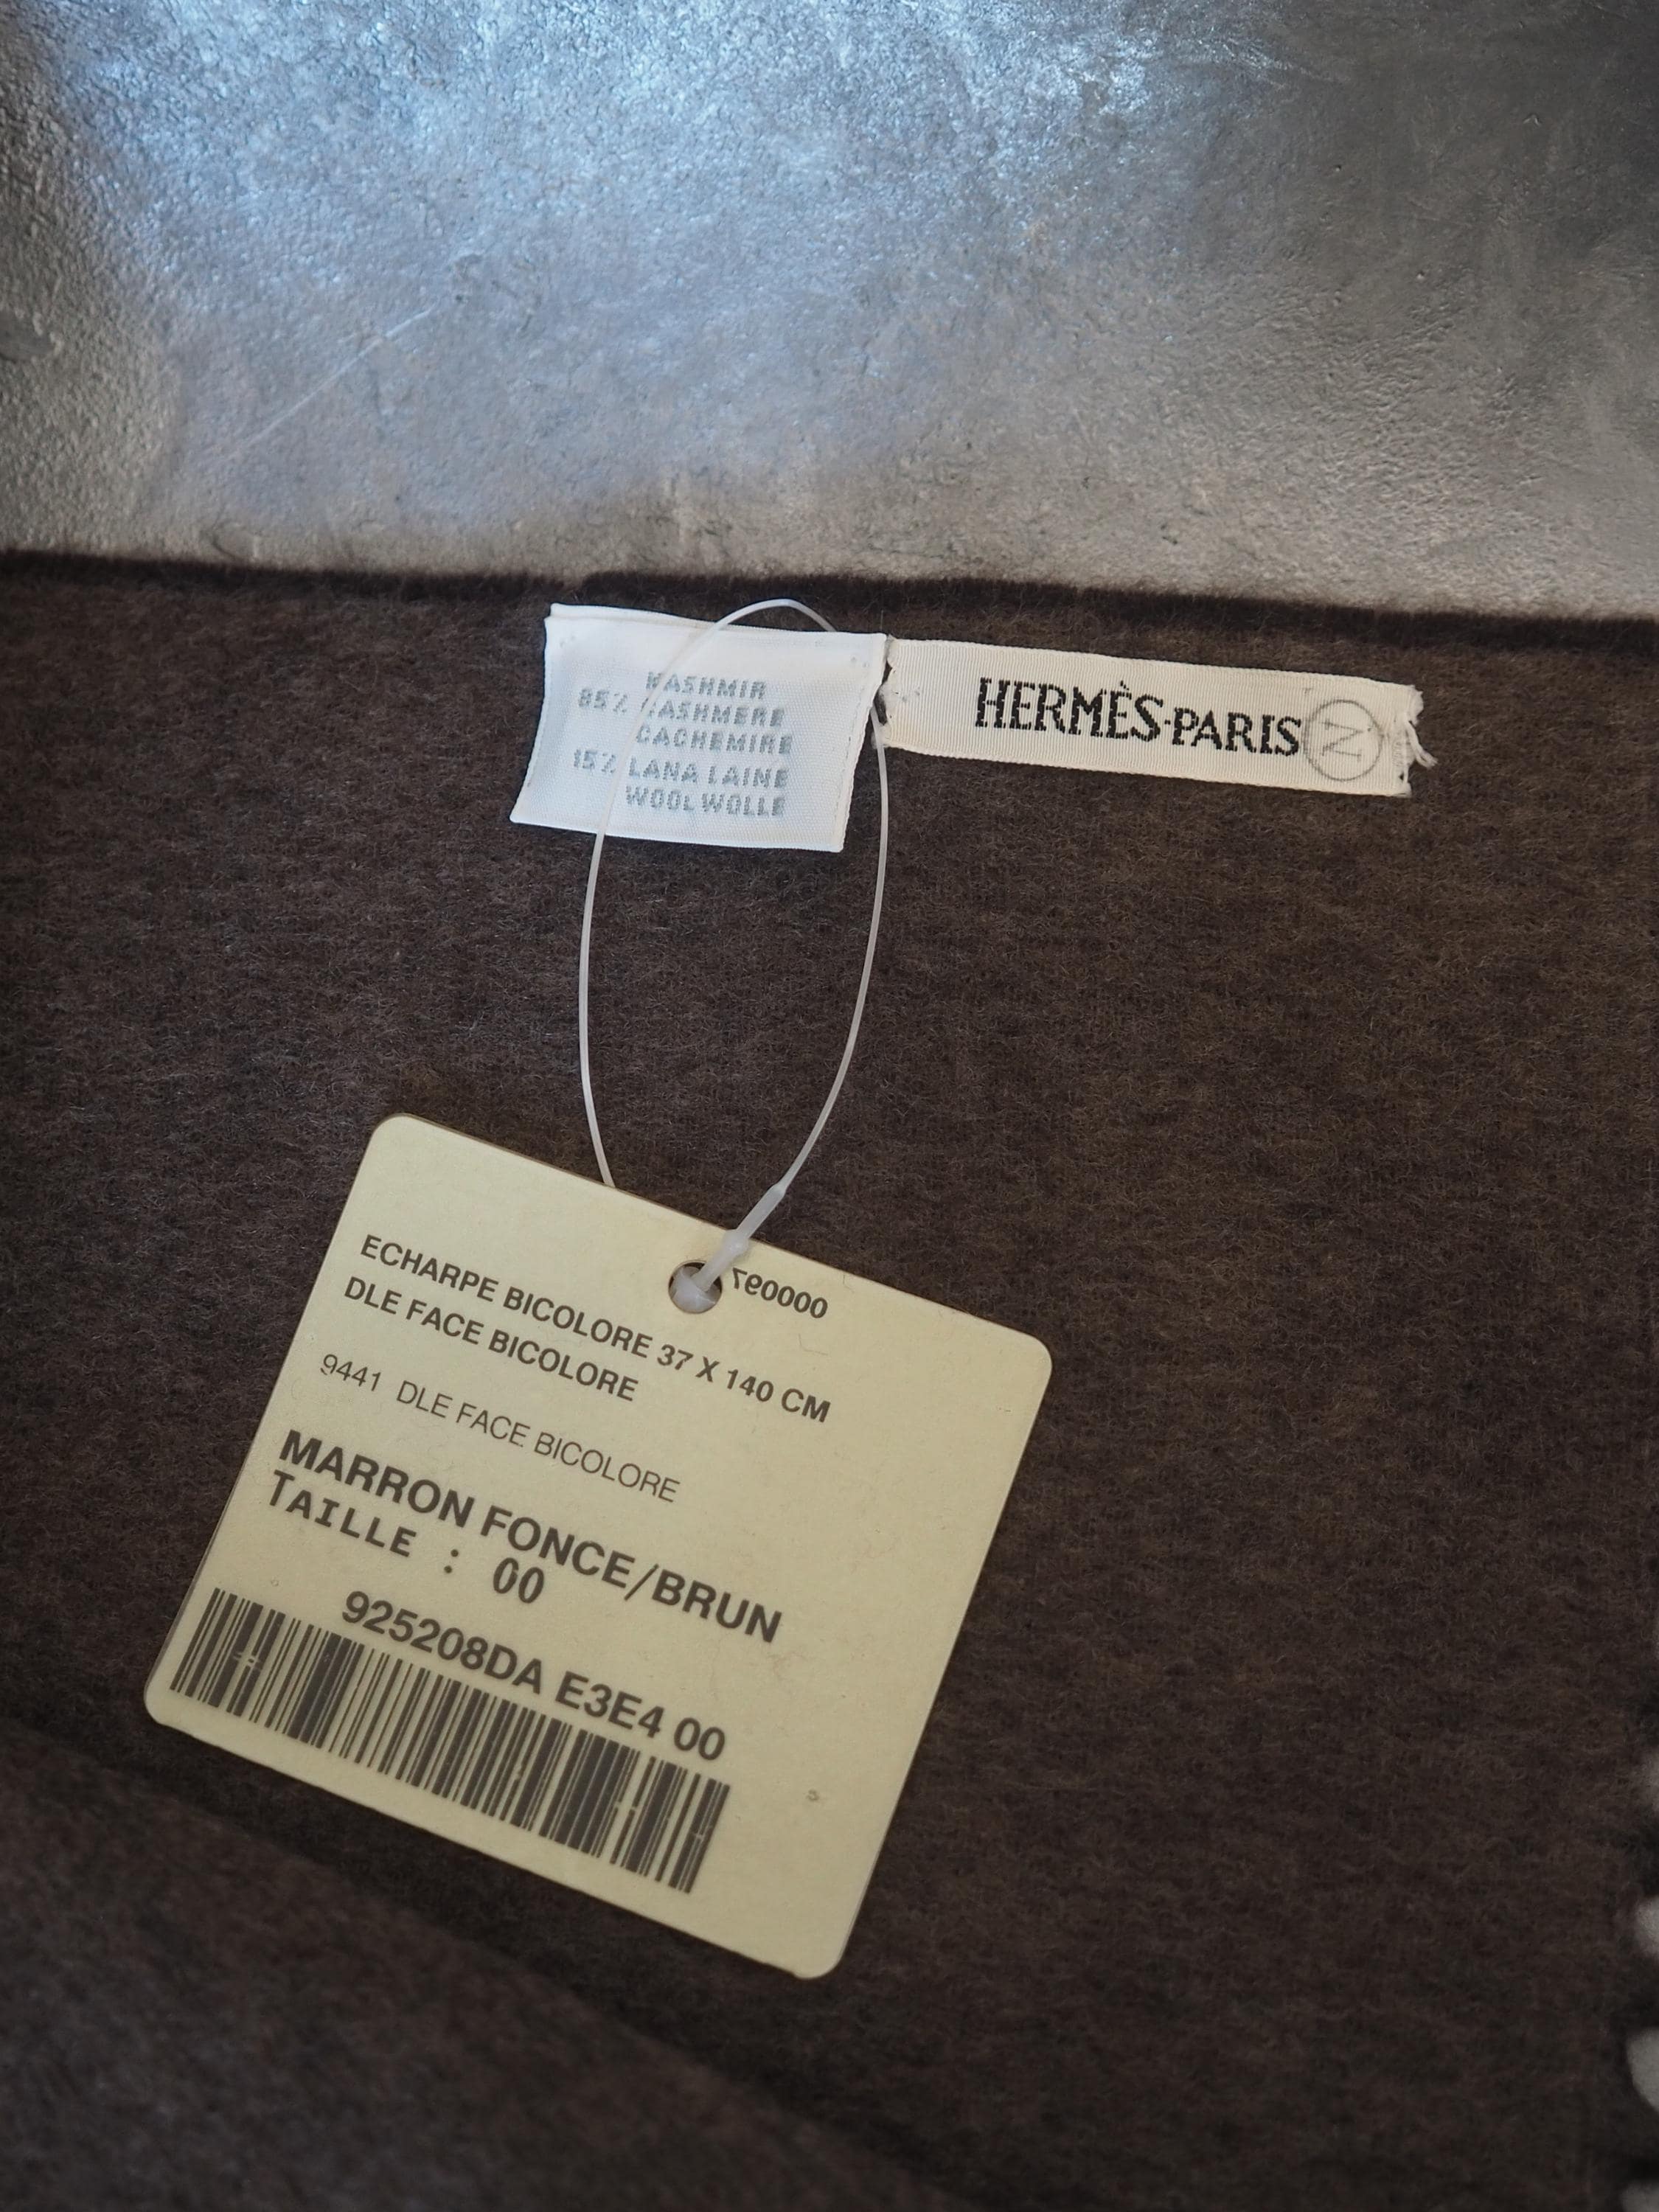 KASHMIR
85% CASHMERE
CACHEMIRE
15% LANA LAINE
WOOL WOLLE
HERMÈS-PARIS N
000097
ECHARPE BICOLORE 37 X 140 CM
DLE FACE BICOLORE
9441 DLE FACE BICOLORE
MARRON FONCE/BRUN
TAILLE : 00
925208DA E3E4 00